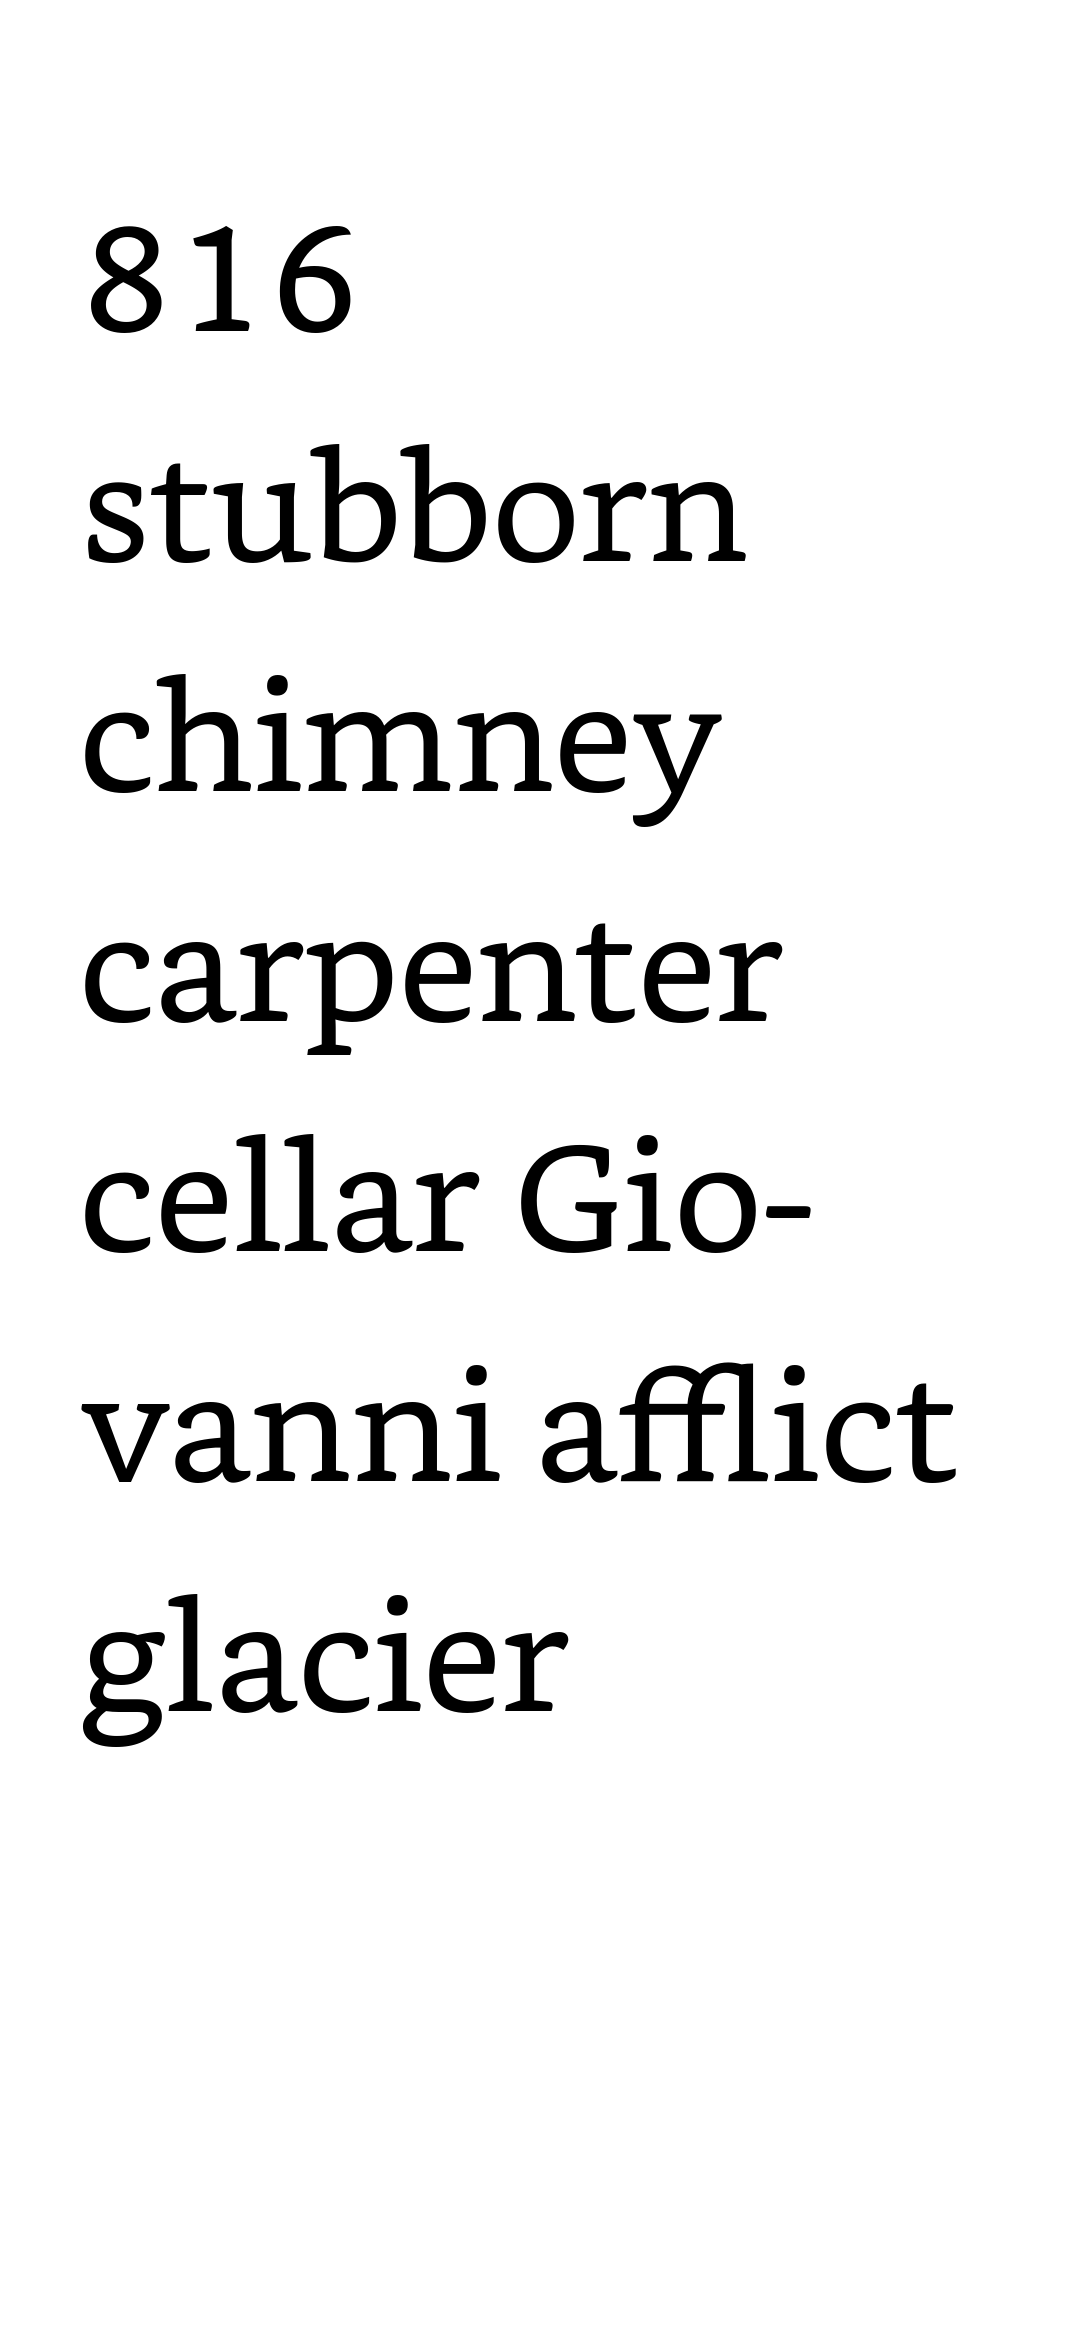 816
stubborn
chimney
carpenter
cellar Gio-
vanni afflict
glacier